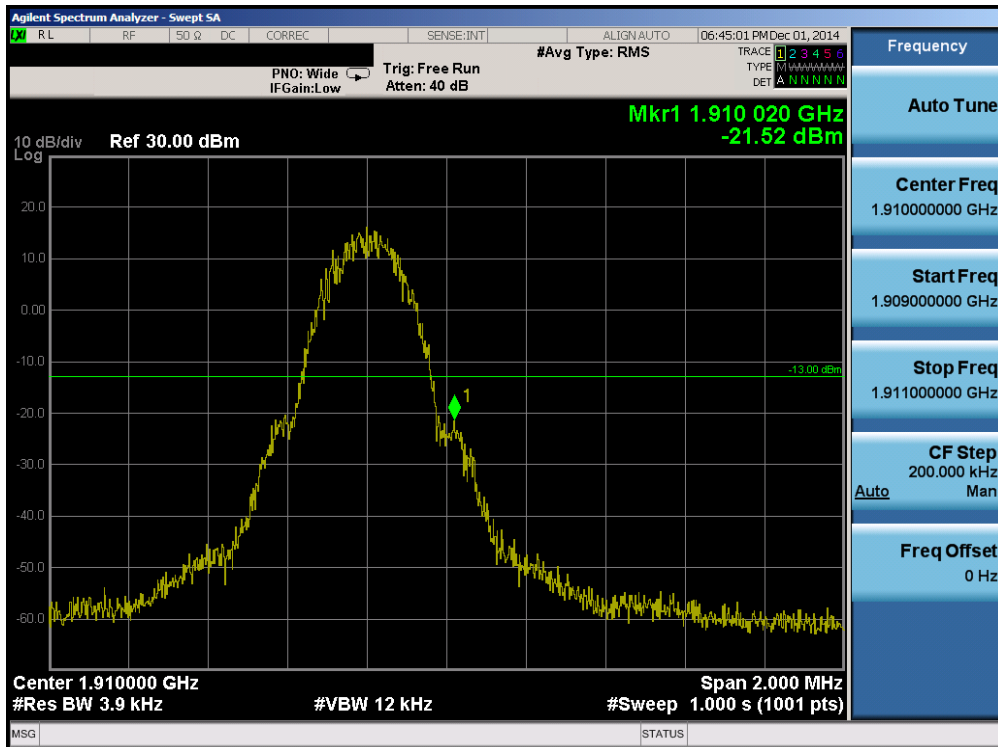 Agilent Spectrum Analyzer - Swept SA
LXI RL RF 50 Ω DC CORREC SENSE:INT ALIGN AUTO 06:45:01 PM Dec 01, 2014
Frequency
#Avg Type: RMS
TRACE 1 2 3 4 5 6
PNO: Wide Trig: Free Run
TYPE M WWWWW
IFGain:Low Atten: 40 dB
DET A N N N N N
Auto Tune
Mkr1 1.910 020 GHz
-21.52 dBm
10 dB/div Ref 30.00 dBm
Log
20.0
10.0
0.00
-10.0
-13.00 dBm
1
-20.0
-30.0
-40.0
-50.0
-60.0
Center Freq
1.910000000 GHz
Start Freq
1.909000000 GHz
Stop Freq
1.911000000 GHz
CF Step
200.000 kHz
Auto Man
Freq Offset
0 Hz
Center 1.910000 GHz Span 2.000 MHz
#Res BW 3.9 kHz #VBW 12 kHz #Sweep 1.000 s (1001 pts)
MSG STATUS